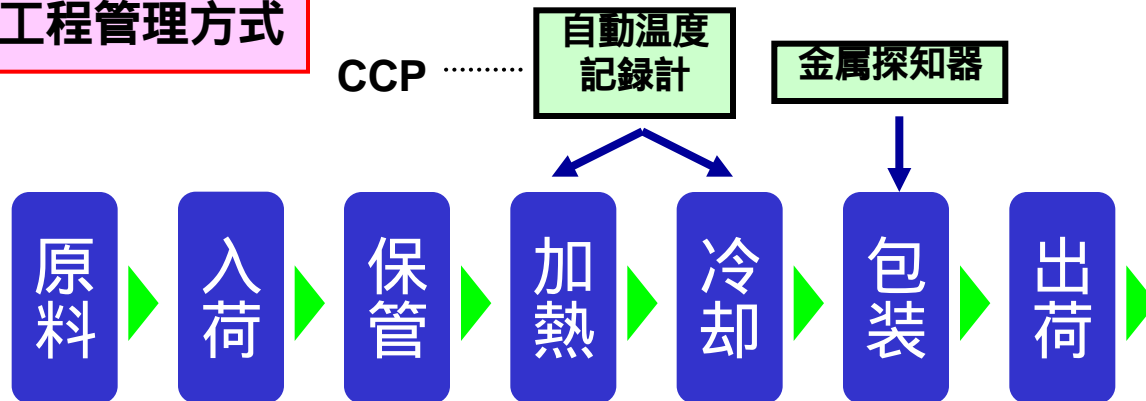 工程管理方式
CCP
自動温度
記録計
金属探知器
原料
入荷
保管
加熱
冷却
包装
出荷